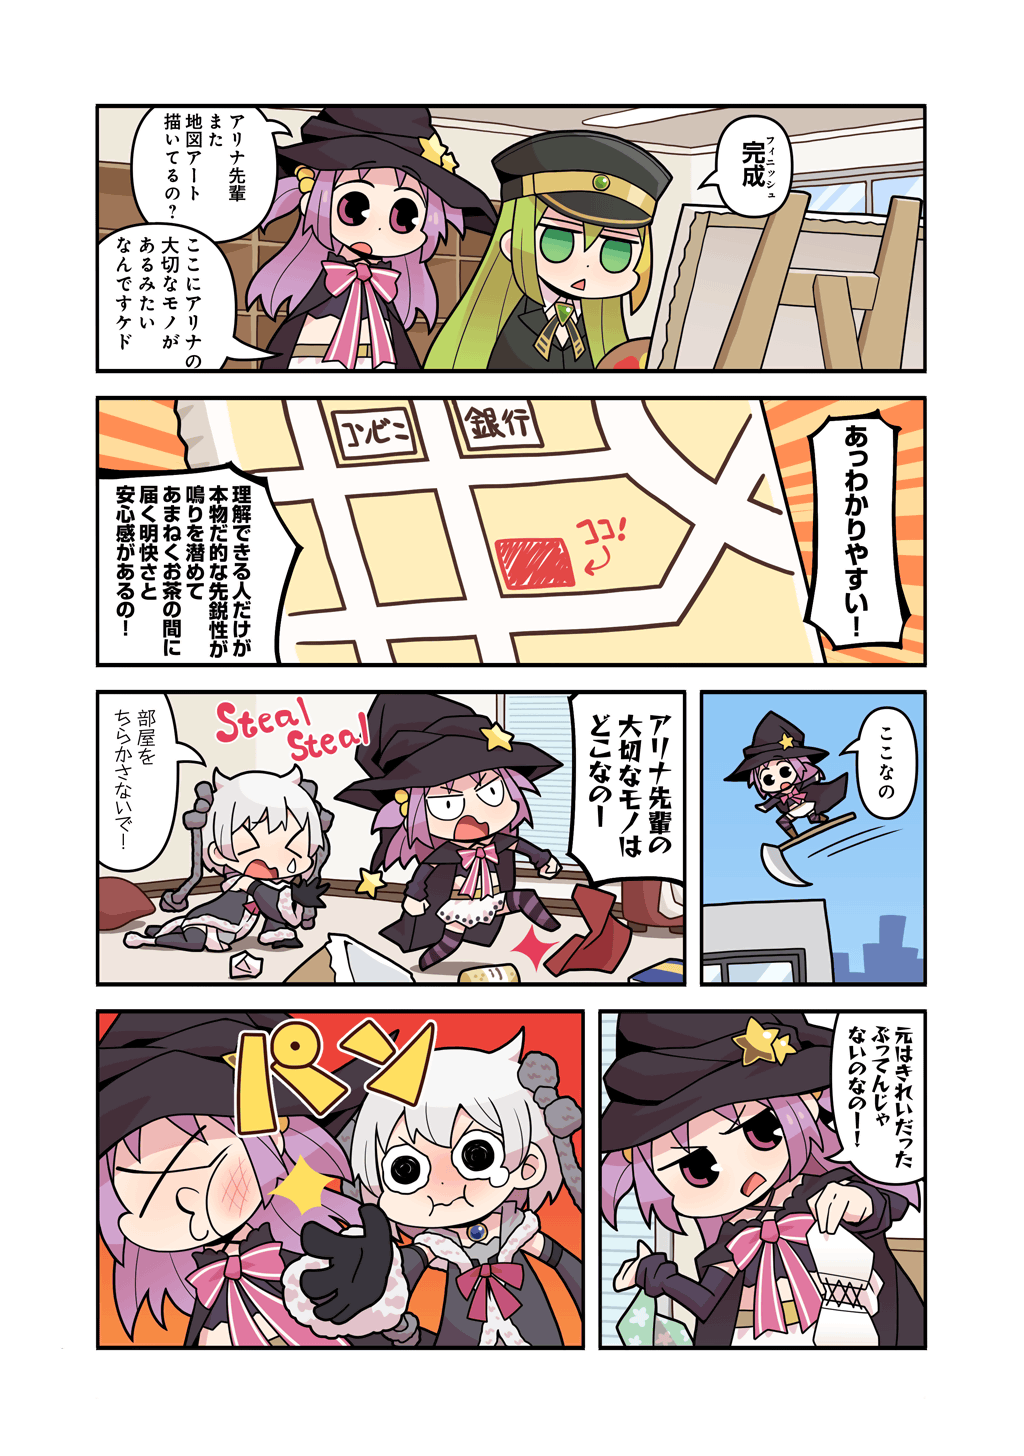 完成
フィニッシュ
アリナ先輩
また
地図アート
描いてるの?
ここにアリナの
大切なモノが
あるみたい
なんですケド
あっわかりやすい!
銀行
コンビニ
ココ!
理解できる人だけが
本物だ的な先鋭性が
鳴りを潜めて
あまねくお茶の間に
届く明快さと
安心感があるの!
ここなの
アリナ先輩の
大切なモノは
どこなのー
Steal
Steal
部屋を
ちらかさないで!
元はきれいだった
ぶってんじゃ
ないのなのー!
パン